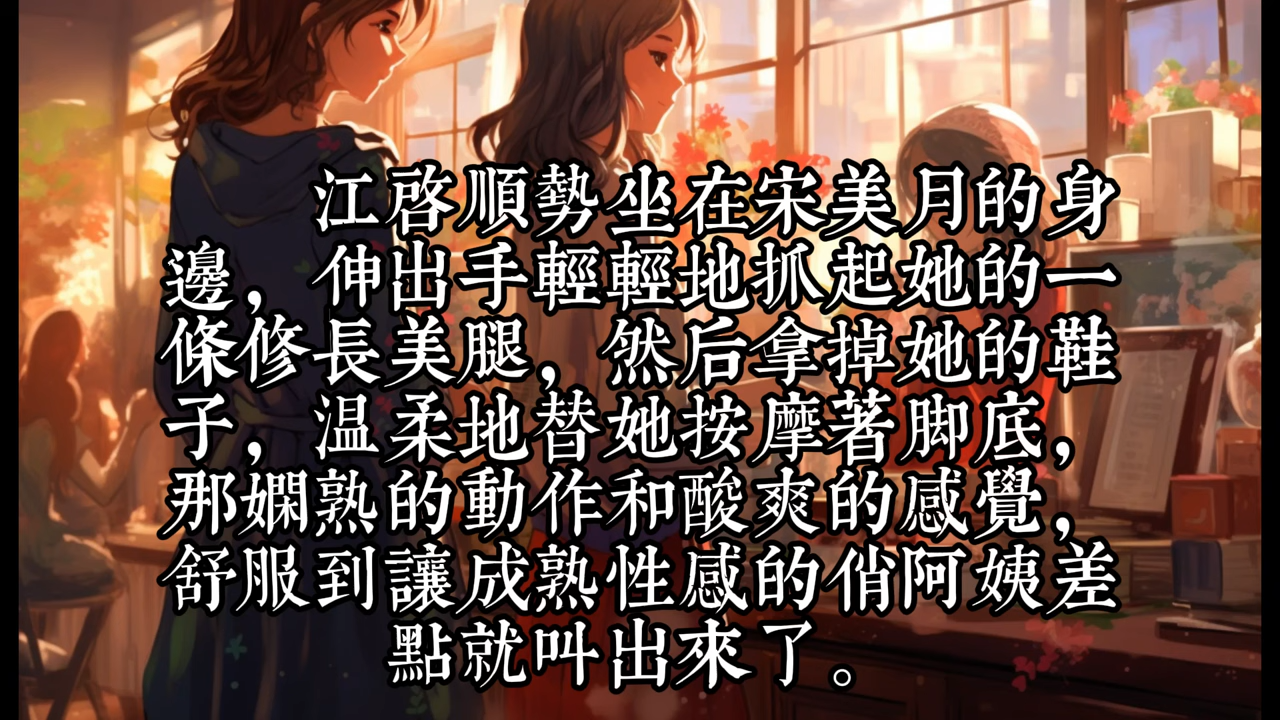 江啓順勢坐在宋美月的身
邊，伸出手輕輕地抓起她的一
條修長美腿，然后拿掉她的鞋
子，温柔地替她按摩著脚底，
那嫻熟的動作和酸爽的感覺，
舒服到讓成熟性感的俏阿姨差
點就叫出來了。